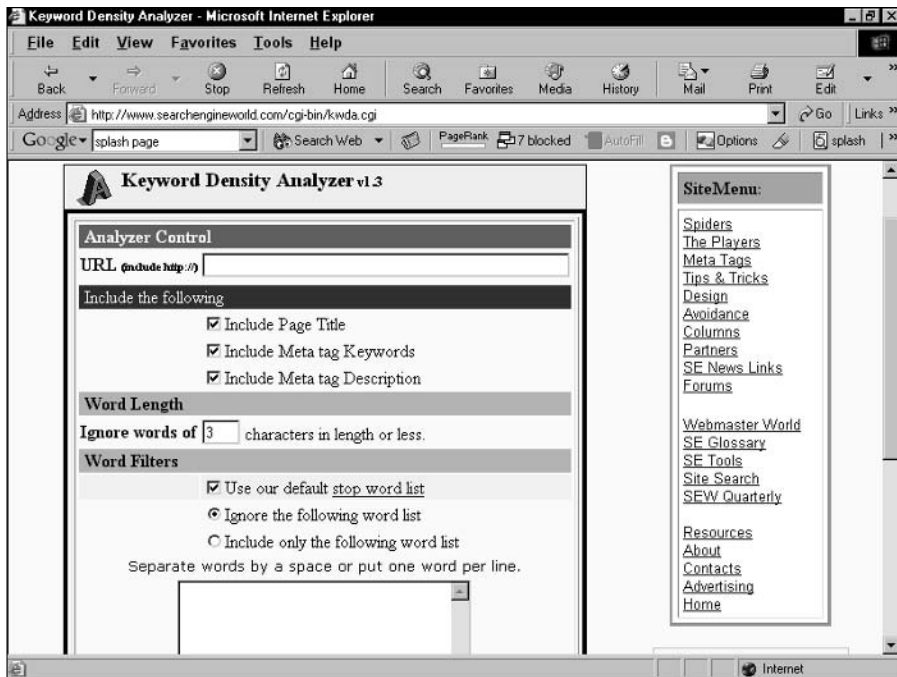 Keyword Density Analyzer - Microsoft Internet Explorer
File Edit View Favorites Tools Help
Back Forward Stop Refresh Home Search Favorites Media History Mail Print Edit
Address http://www.searchengineworld.com/cgi-bin/kwda.cgi Go Links
Google splash page Search Web PageRank 7 blocked AutoFill Options splash
Keyword Density Analyzer v1.3
Analyzer Control
URL (include http://)
Include the following
Include Page Title
Include Meta tag Keywords
Include Meta tag Description
Word Length
Ignore words of 3 characters in length or less.
Word Filters
Use our default stop word list
Ignore the following word list
Include only the following word list
Separate words by a space or put one word per line.
SiteMenu:
Spiders
The Players
Meta Tags
Tips & Tricks
Design
Avoidance
Columns
Partners
SE News Links
Forums
Webmaster World
SE Glossary
SE Tools
Site Search
SEW Quarterly
Resources
About
Contacts
Advertising
Home
Internet